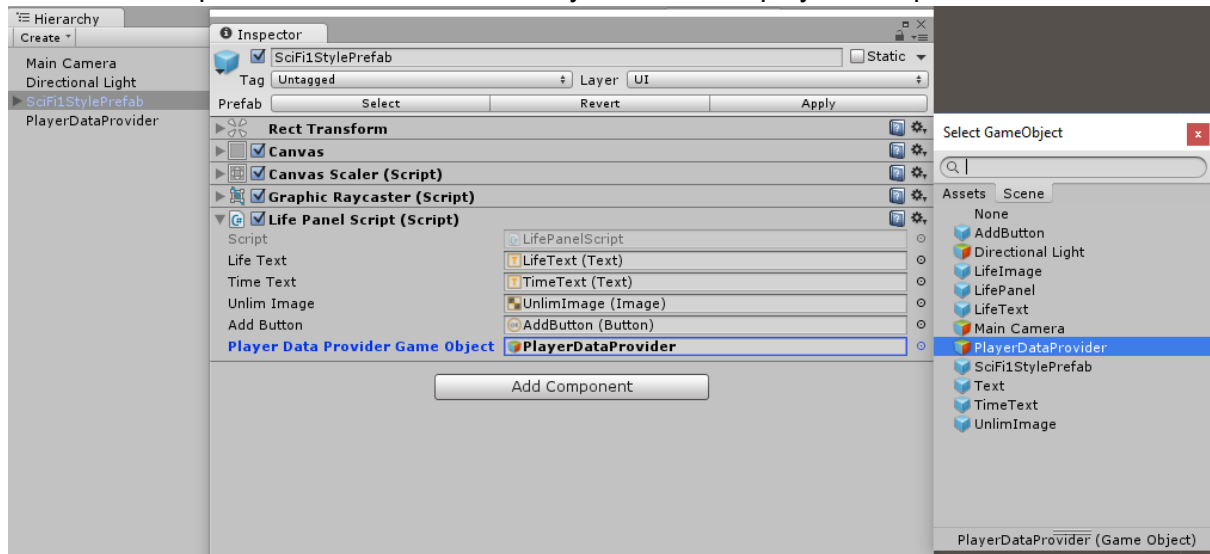 Hierarchy
Create
Main Camera
Directional Light
SciFi1StylePrefab
PlayerDataProvider
Inspector
SciFi1StylePrefab Static
Tag Untagged Layer UI
Prefab Select Revert Apply
Rect Transform
Canvas
Canvas Scaler (Script)
Graphic Raycaster (Script)
Life Panel Script (Script)
Script LifePanelScript
Life Text LifeText (Text)
Time Text TimeText (Text)
Unlim Image UnlimImage (Image)
Add Button AddButton (Button)
Player Data Provider Game Object PlayerDataProvider
Add Component
Select GameObject
Assets Scene
None
AddButton
Directional Light
LifeImage
LifePanel
LifeText
Main Camera
PlayerDataProvider
SciFi1StylePrefab
Text
TimeText
UnlimImage
PlayerDataProvider (Game Object)